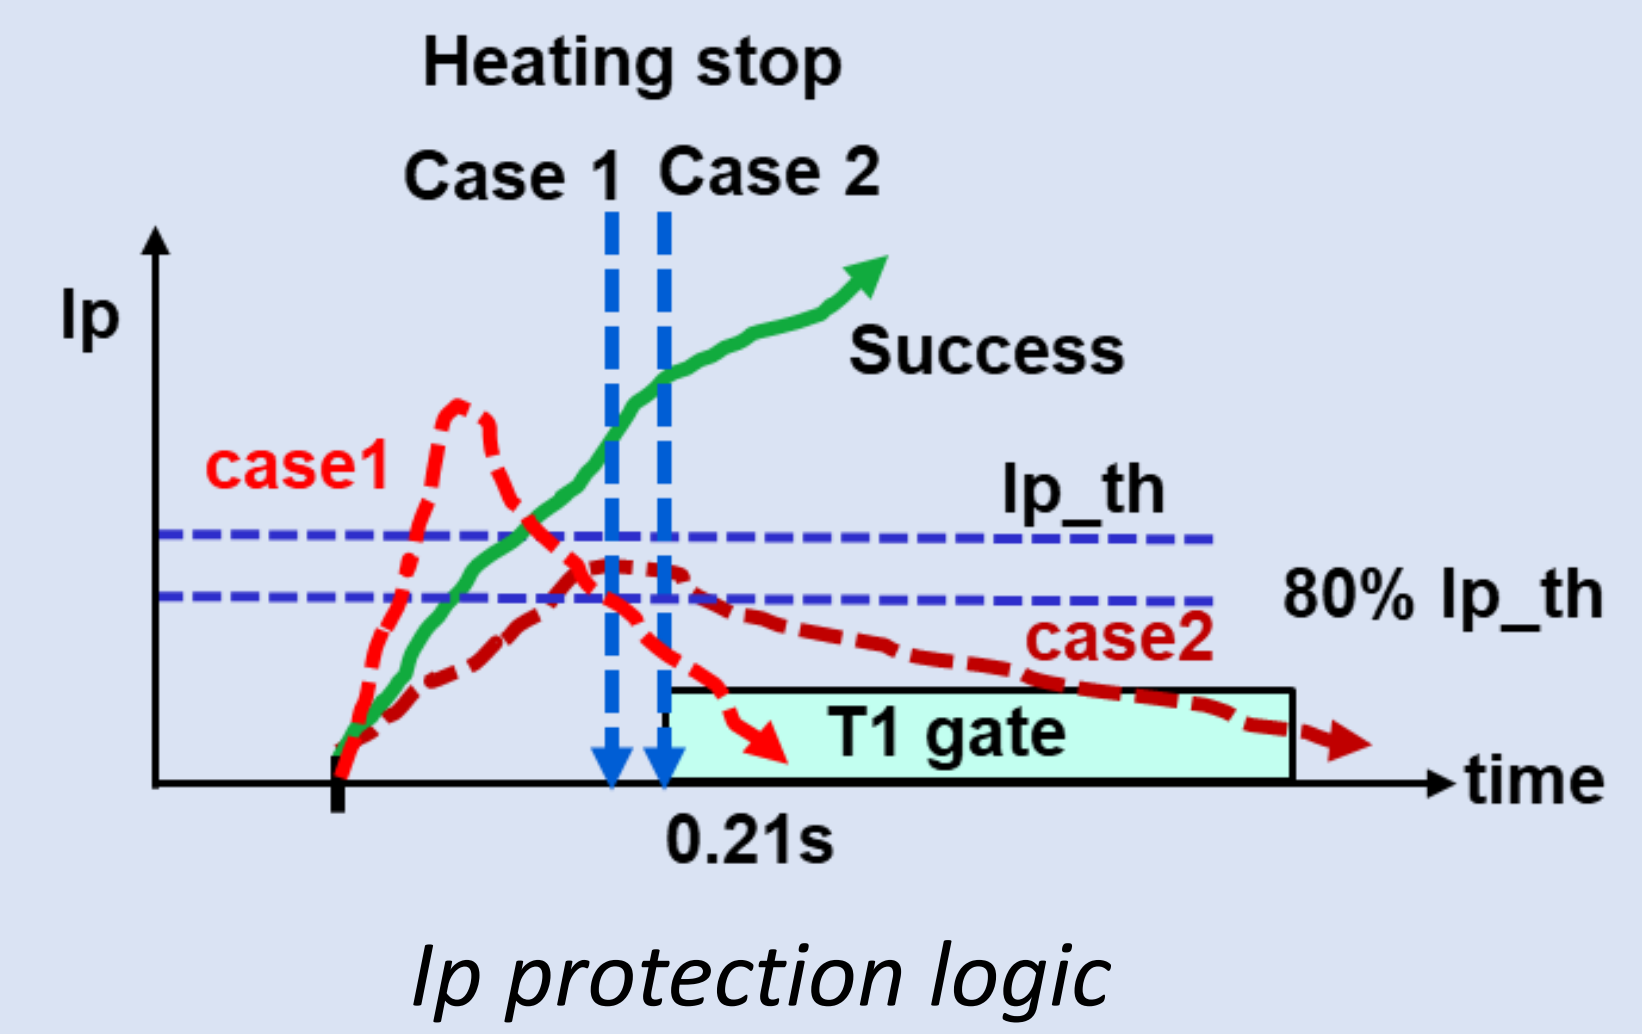 Heating stop
Case 1 Case 2
Ip
Success
case1
Ip_th
80% Ip_th
case2
T1 gate
time
0.21s
Ip protection logic